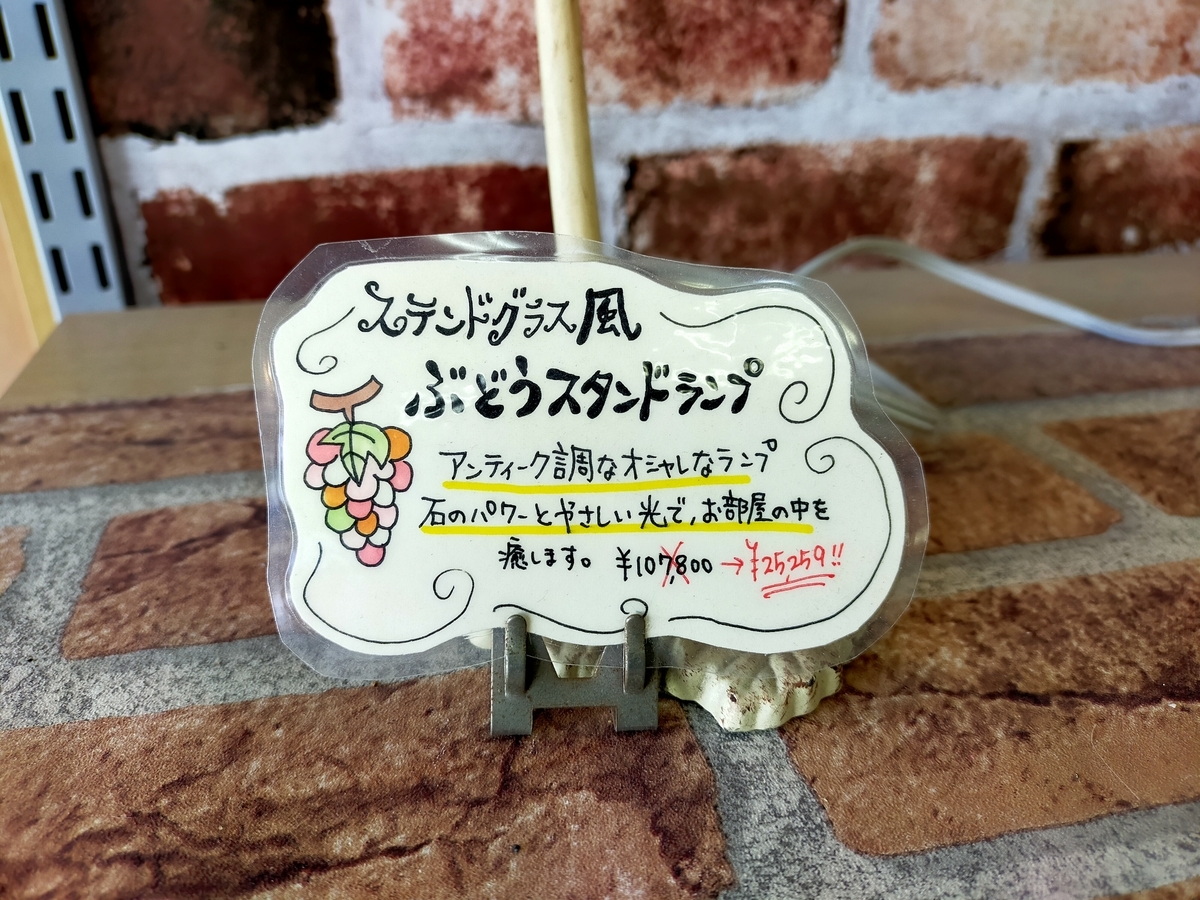 ステンドグラス風
ぶどうスタンドランプ
アンティーク調なオシャレなランプ
石のパワーとやさしい光で、お部屋の中を
癒します。 ¥107,800→¥25,259!!